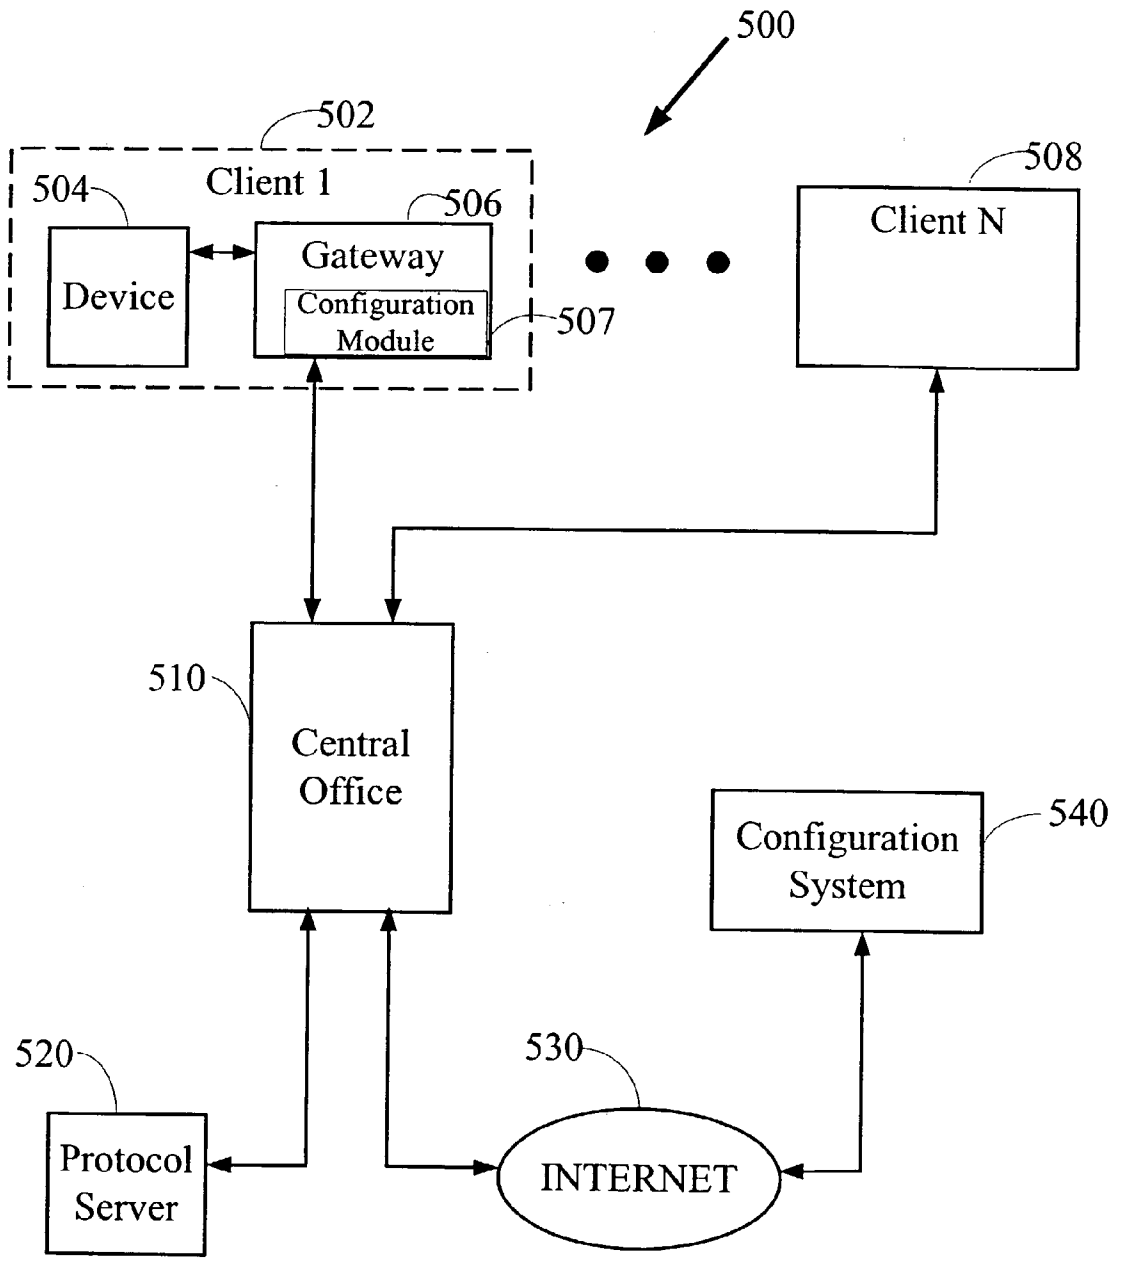 500
502
Client 1
504
506
508
Client N
Gateway
Device
Configuration
Module
507
510
Central
Office
540
Configuration
System
520
530
Protocol
Server
INTERNET